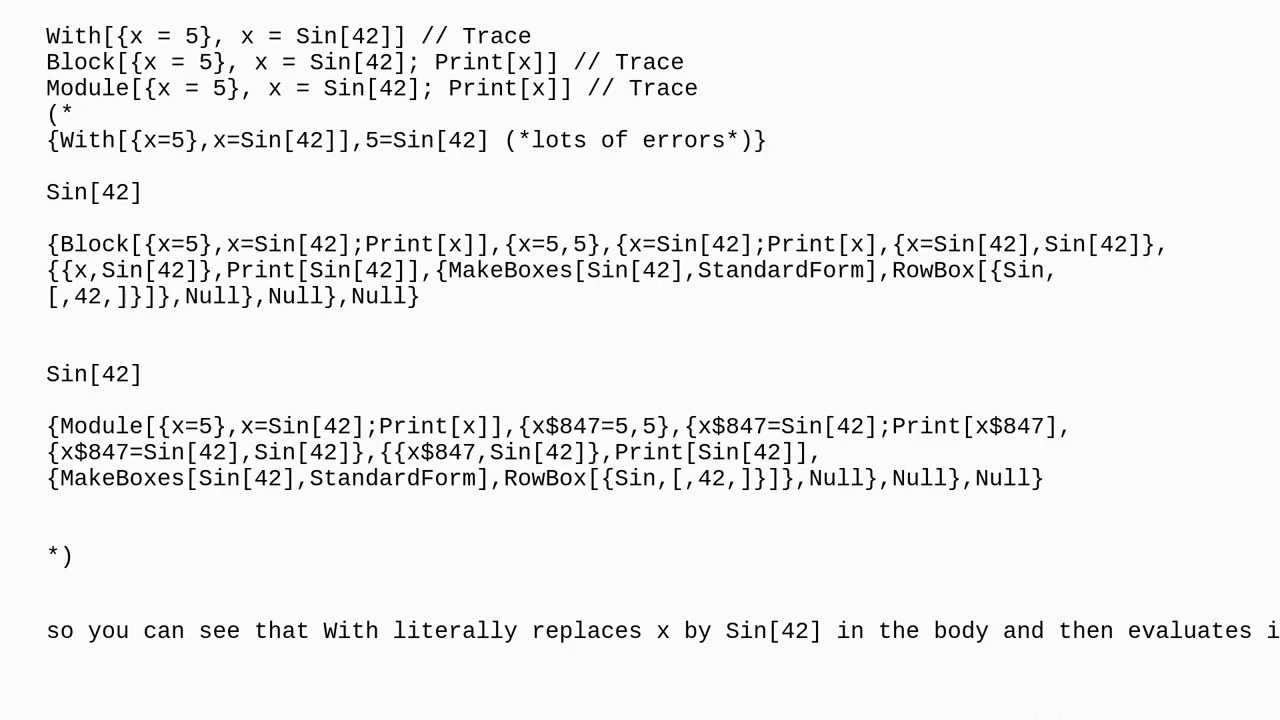 With[{x = 5}, x = Sin[42]] // Trace
Block[{x = 5}, x = Sin[42]; Print[x]] // Trace
Module[{x = 5}, x = Sin[42]; Print[x]] // Trace
(*
{With[{x=5},x=Sin[42]],5=Sin[42] (*lots of errors*)}
Sin[42]
{Block[{x=5},x=Sin[42];Print[x]],{x=5,5},{x=Sin[42];Print[x],{x=Sin[42],Sin[42]},
{{x,Sin[42]},Print[Sin[42]],{MakeBoxes[Sin[42],StandardForm],RowBox[{Sin,
[,42,]}]},Null},Null},Null}
Sin[42]
{Module[{x=5},x=Sin[42];Print[x]],{x$847=5,5},{x$847=Sin[42];Print[x$847],
{x$847=Sin[42],Sin[42]},{{x$847,Sin[42]},Print[Sin[42]],
{MakeBoxes[Sin[42],StandardForm],RowBox[{Sin,[,42,]}]},Null},Null},Null}
*)
so you can see that With literally replaces x by Sin[42] in the body and then evaluates